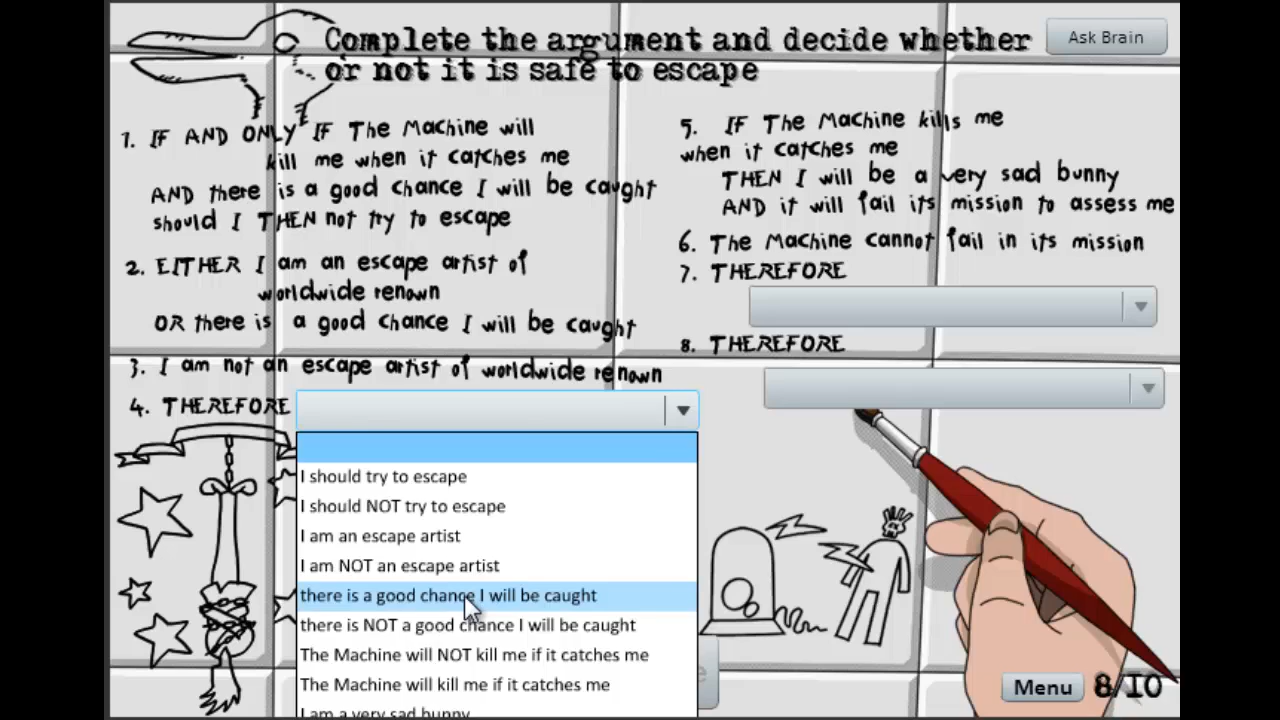 Complete the argument and decide whether
or not it is safe to escape
Ask Brain
1. IF AND ONLY IF The Machine will
kill me when it catches me
AND there is a good chance I will be caught
should I THEN not try to escape
2. EITHER I am an escape artist of
worldwide renown
OR there is a good chance I will be caught
3. I am not an escape artist of worldwide renown
4. THEREFORE
I should try to escape
I should NOT try to escape
I am an escape artist
I am NOT an escape artist
there is a good chance I will be caught
there is NOT a good chance I will be caught
The Machine will NOT kill me if it catches me
The Machine will kill me if it catches me
I am a very sad bunny
5. IF The Machine kills me
when it catches me
THEN I will be a very sad bunny
AND it will fail its mission to assess me
6. The Machine cannot fail in its mission
7. THEREFORE
8. THEREFORE
Menu
8/10